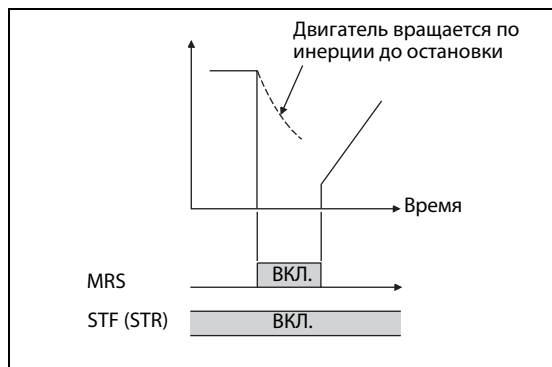 Двигатель вращается по
инерции до остановки
Время
MRS
ВКЛ.
STF (STR)
ВКЛ.